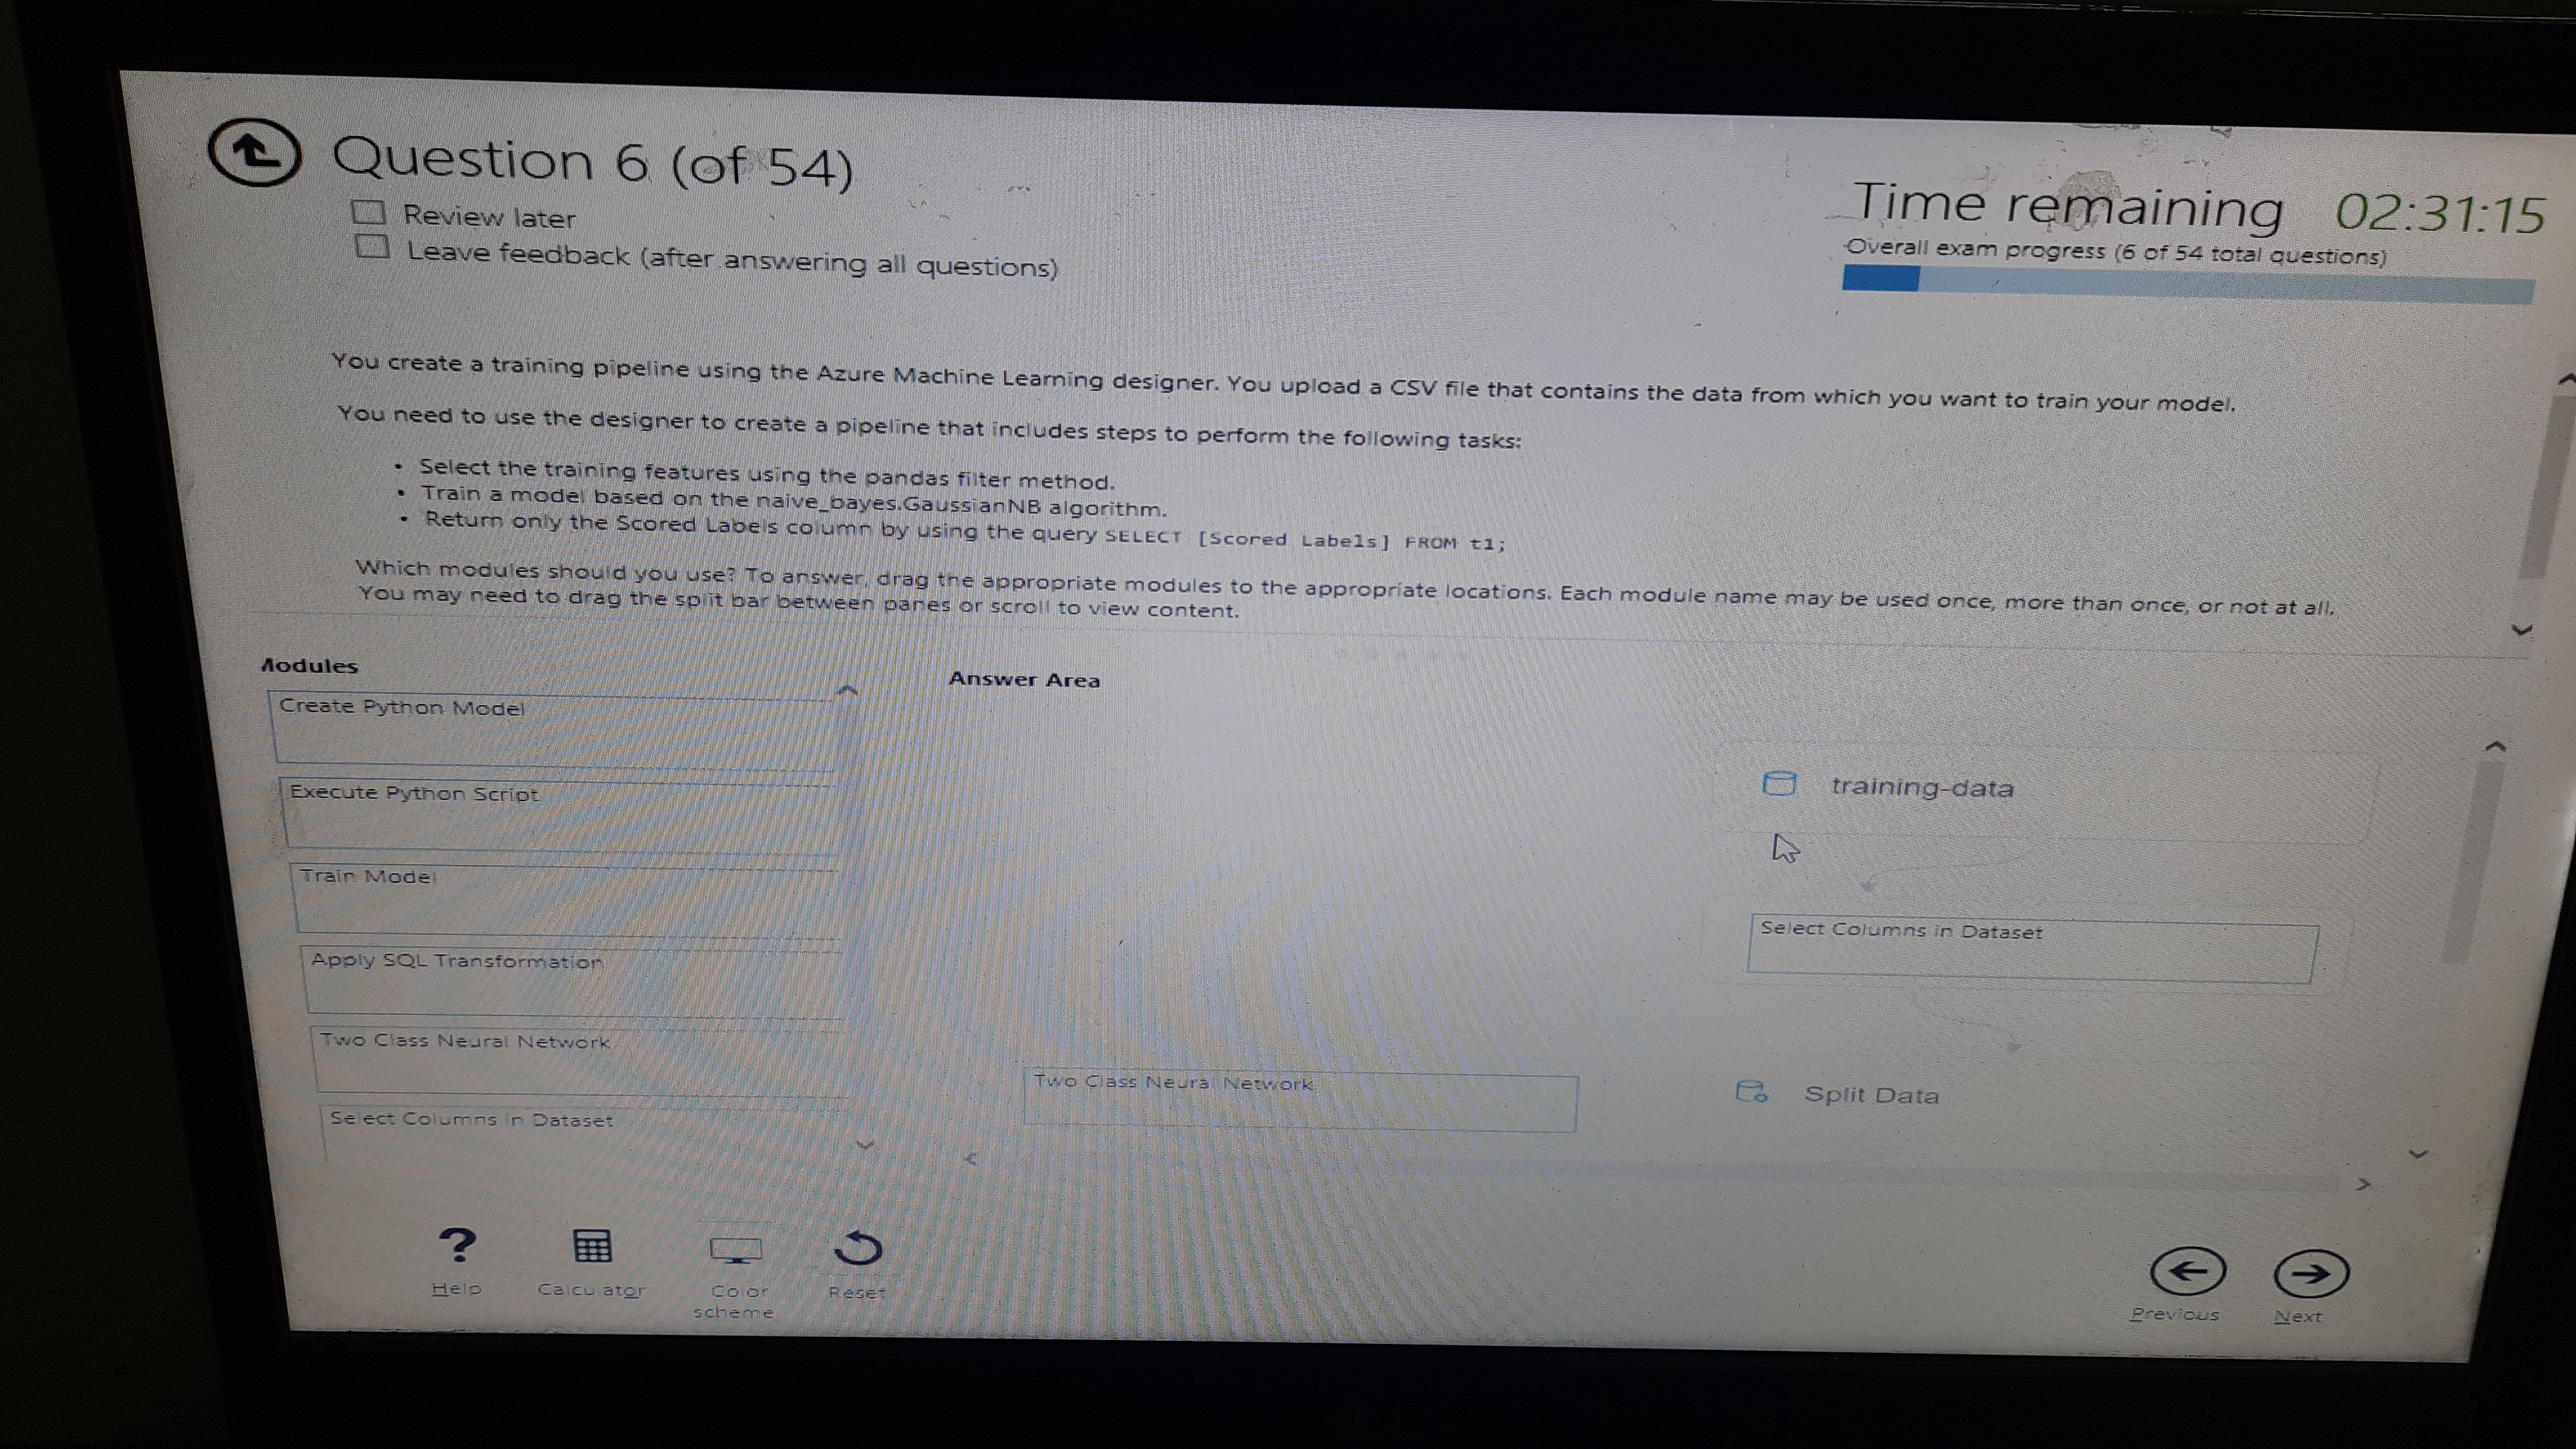 Question 6 (of 54)
Time remaining 02:31:15
Review later
Leave feedback (after answering all questions)
Overall exam progress (6 of 54 total questions)
You create a training pipeline using the Azure Machine Learning designer. You upload a CSV file that contains the data from which you want to train your model.
You need to use the designer to create a pipeline that includes steps to perform the following tasks:
• Select the training features using the pandas filter method.
• Train a model based on the naive_bayes.GaussianNB algorithm.
• Return only the Scored Labels column by using the query SELECT [Scored Labels] FROM t1;
Which modules should you use? To answer, drag the appropriate modules to the appropriate locations. Each module name may be used once, more than once, or not at all.
You may need to drag the split bar between panes or scroll to view content.
Modules
Answer Area
Create Python Model
Execute Python Script
Train Model
Apply SQL Transformation
Two Class Neural Network
Select Columns in Dataset
training-data
Select Columns in Dataset
Two Class Neural Network
Split Data
Help
Calculator
Color scheme
Reset
Previous
Next